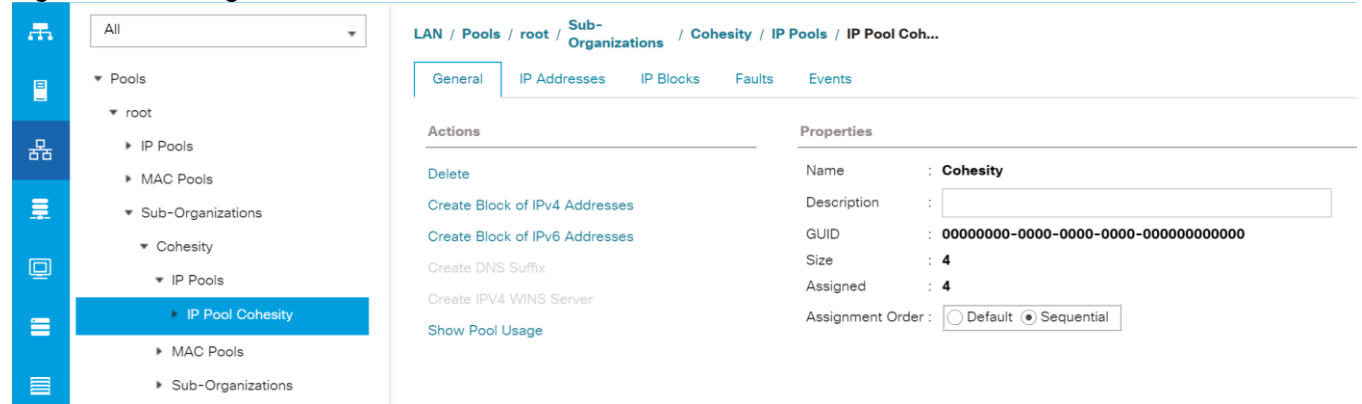 All
Pools
root
IP Pools
MAC Pools
Sub-Organizations
Cohesity
IP Pools
IP Pool Cohesity
MAC Pools
Sub-Organizations
LAN / Pools / root / Sub-Organizations / Cohesity / IP Pools / IP Pool Coh...
General IP Addresses IP Blocks Faults Events
Actions
Delete
Create Block of IPv4 Addresses
Create Block of IPv6 Addresses
Create DNS Suffix
Create IPV4 WINS Server
Show Pool Usage
Properties
Name : Cohesity
Description :
GUID : 00000000-0000-0000-0000-000000000000
Size : 4
Assigned : 4
Assignment Order : Default Sequential